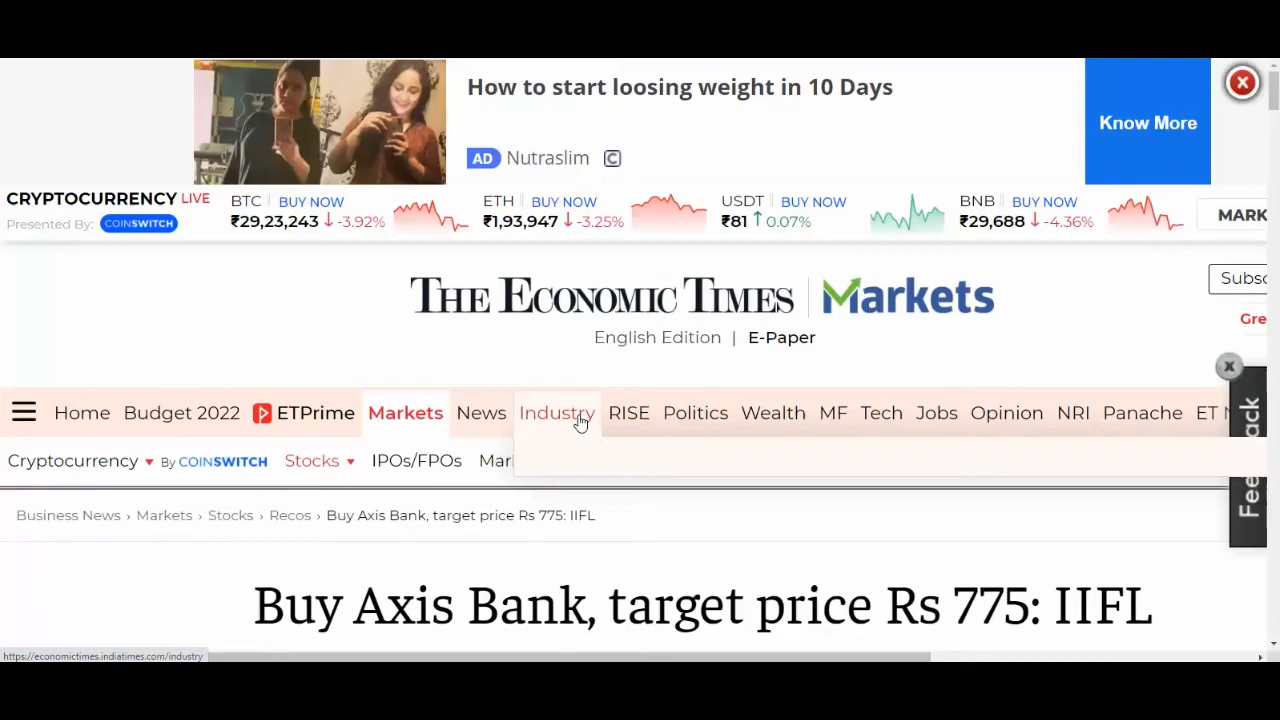 How to start loosing weight in 10 Days
Know More
AD Nutraslim C
CRYPTOCURRENCY LIVE
Presented By: COINSWITCH
BTC BUY NOW
₹29,23,243 ↓ -3.92%
ETH BUY NOW
₹1,93,947 ↓ -3.25%
USDT BUY NOW
₹81 ↑ 0.07%
BNB BUY NOW
₹29,688 ↓ -4.36%
MARK
THE ECONOMIC TIMES | Markets
Subsc
English Edition | E-Paper
Gre
Home Budget 2022 ETPrime Markets News Industry RISE Politics Wealth MF Tech Jobs Opinion NRI Panache ET N
Cryptocurrency By COINSWITCH Stocks IPOs/FPOs Mar
Feedback
Business News › Markets › Stocks › Recos › Buy Axis Bank, target price Rs 775: IIFL
Buy Axis Bank, target price Rs 775: IIFL
https://economictimes.indiatimes.com/industry